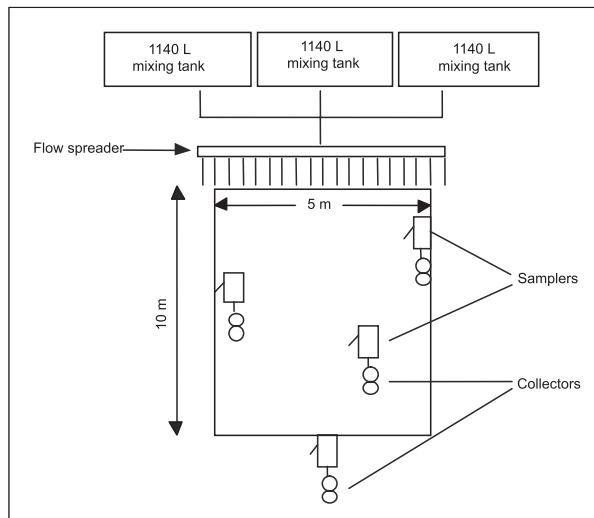 1140 L
mixing tank
1140 L
mixing tank
1140 L
mixing tank
Flow spreader
5 m
10 m
Samplers
Collectors